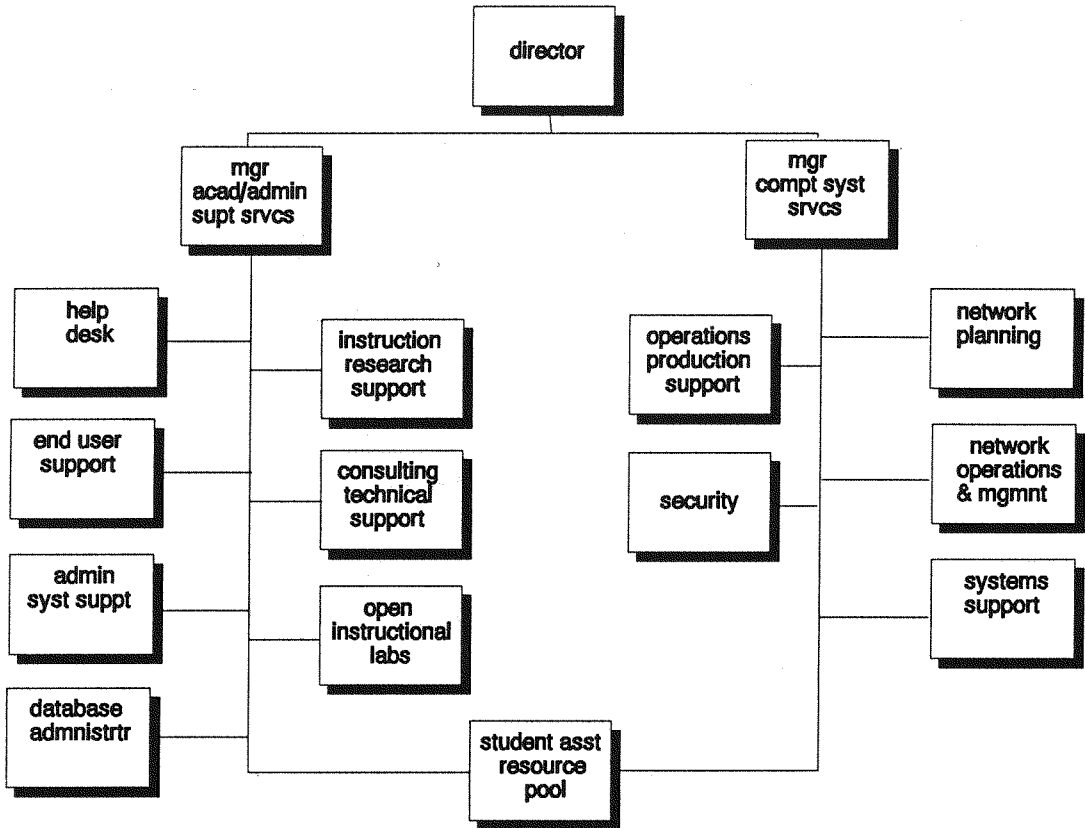 director
mgr
acad/admin
supt srvcs
mgr
compt syst
srvcs
help
desk
instruction
research
support
operations
production
support
network
planning
end user
support
consulting
technical
support
security
network
operations
& mgmnt
admin
syst suppt
open
instructional
labs
systems
support
database
admnistrtr
student asst
resource
pool